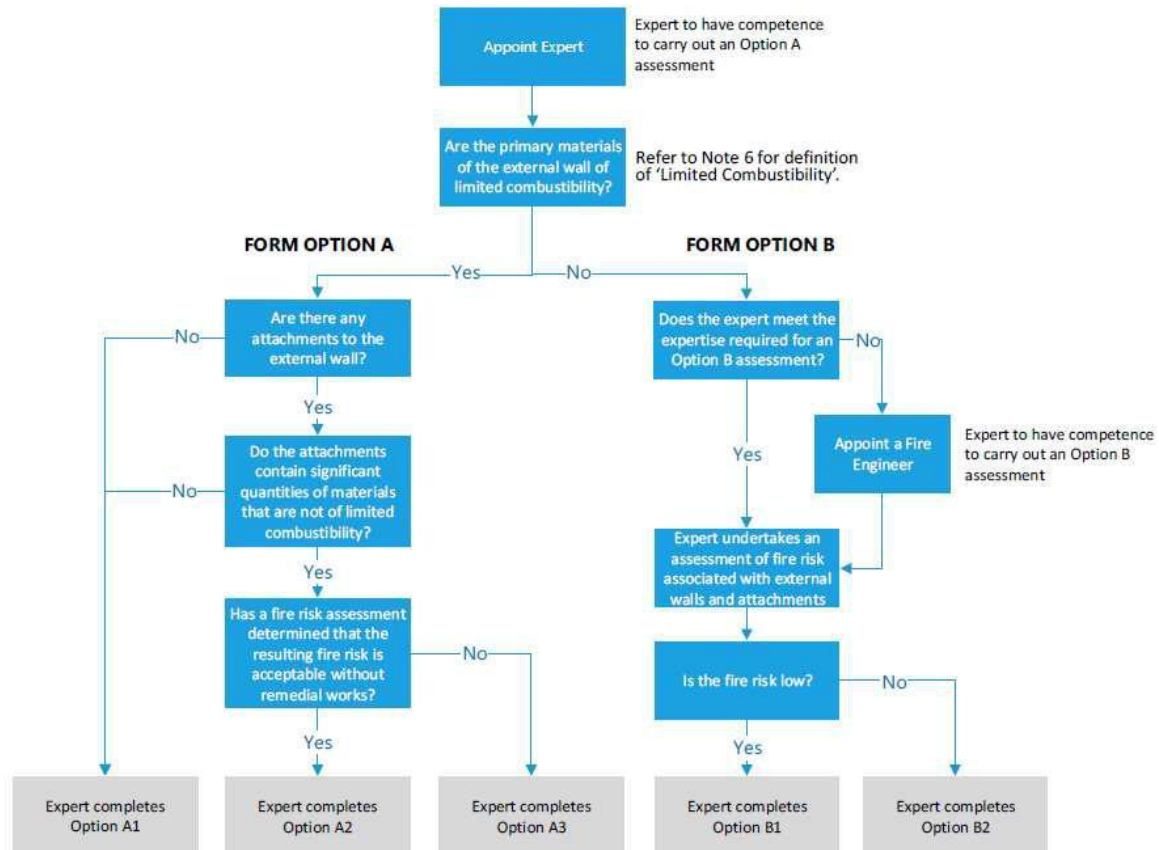 Appoint Expert
Expert to have competence
to carry out an Option A
assessment
Are the primary materials
of the external wall of
limited combustibility?
Refer to Note 6 for definition
of ‘Limited Combustibility’.
FORM OPTION A
FORM OPTION B
Yes
No
Are there any
attachments to the
external wall?
No
Does the expert meet the
expertise required for an
Option B assessment?
No
Yes
Do the attachments
contain significant
quantities of materials
that are not of limited
combustibility?
No
Yes
Appoint a Fire
Engineer
Expert to have competence
to carry out an Option B
assessment
Yes
Expert undertakes an
assessment of fire risk
associated with external
walls and attachments
Has a fire risk assessment
determined that the
resulting fire risk is
acceptable without
remedial works?
No
Is the fire risk low?
No
Yes
Yes
Expert completes
Option A1
Expert completes
Option A2
Expert completes
Option A3
Expert completes
Option B1
Expert completes
Option B2